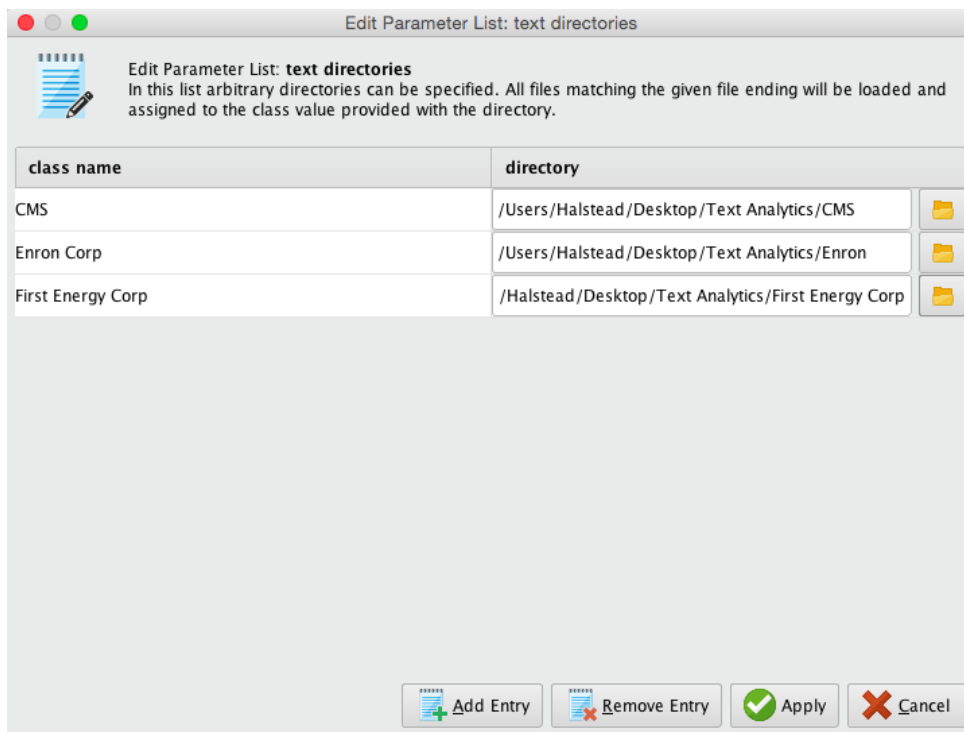 Edit Parameter List: text directories
Edit Parameter List: text directories
In this list arbitrary directories can be specified. All files matching the given file ending will be loaded and
assigned to the class value provided with the directory.
class name directory
CMS /Users/Halstead/Desktop/Text Analytics/CMS
Enron Corp /Users/Halstead/Desktop/Text Analytics/Enron
First Energy Corp /Halstead/Desktop/Text Analytics/First Energy Corp
Add Entry Remove Entry Apply Cancel